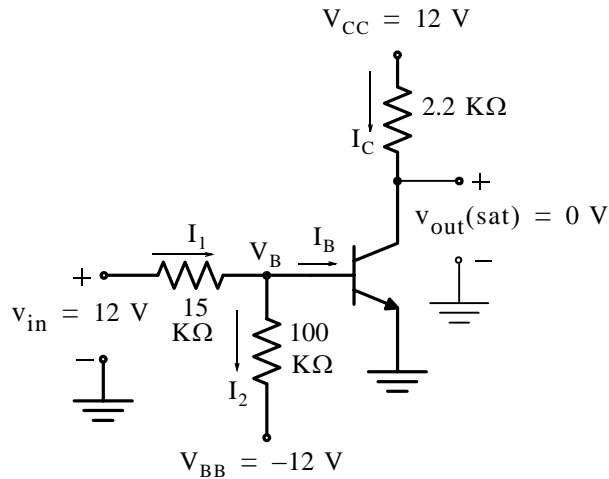 V_CC = 12 V
2.2 KΩ
I_C
+
v_out(sat) = 0 V
−
I_1
V_B
I_B
+
v_in = 12 V
−
15 KΩ
100 KΩ
I_2
V_BB = −12 V